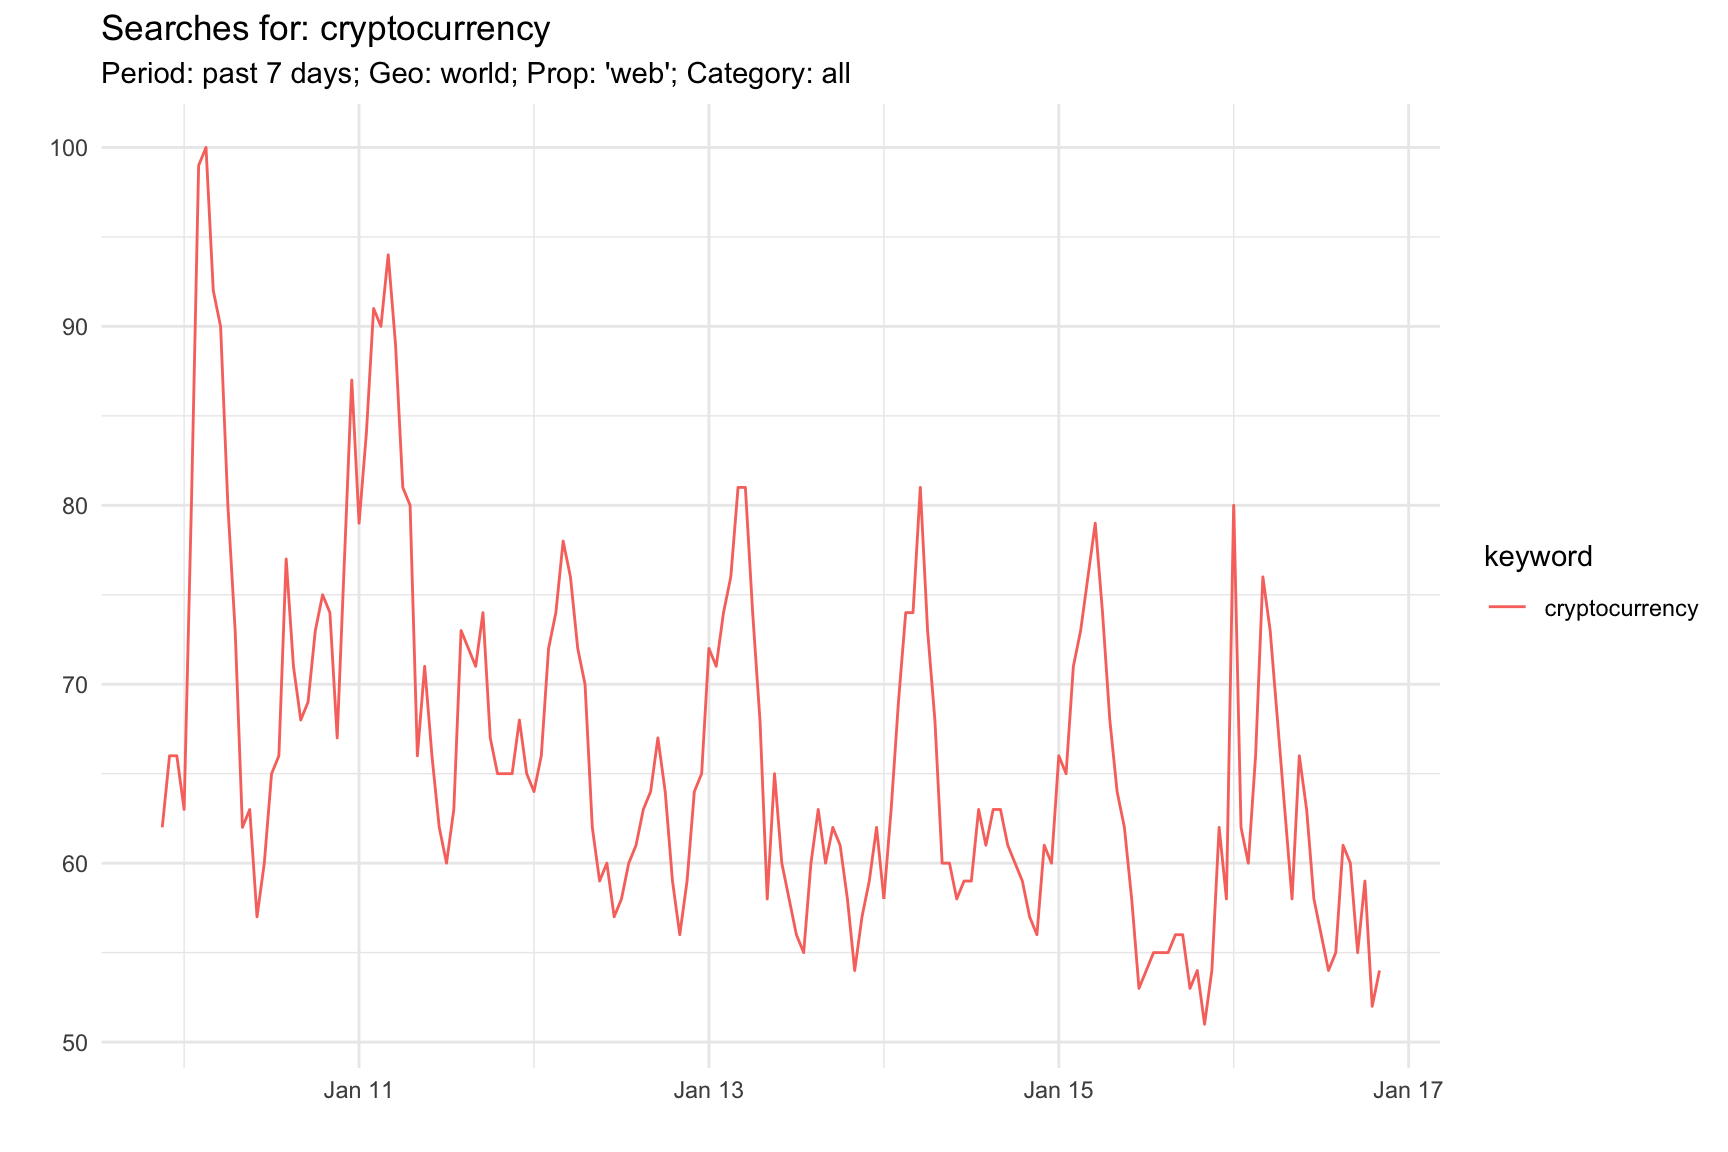 Searches for: cryptocurrency
Period: past 7 days; Geo: world; Prop: 'web'; Category: all
100
90
80
70
60
50
Jan 11
Jan 13
Jan 15
Jan 17
keyword
cryptocurrency